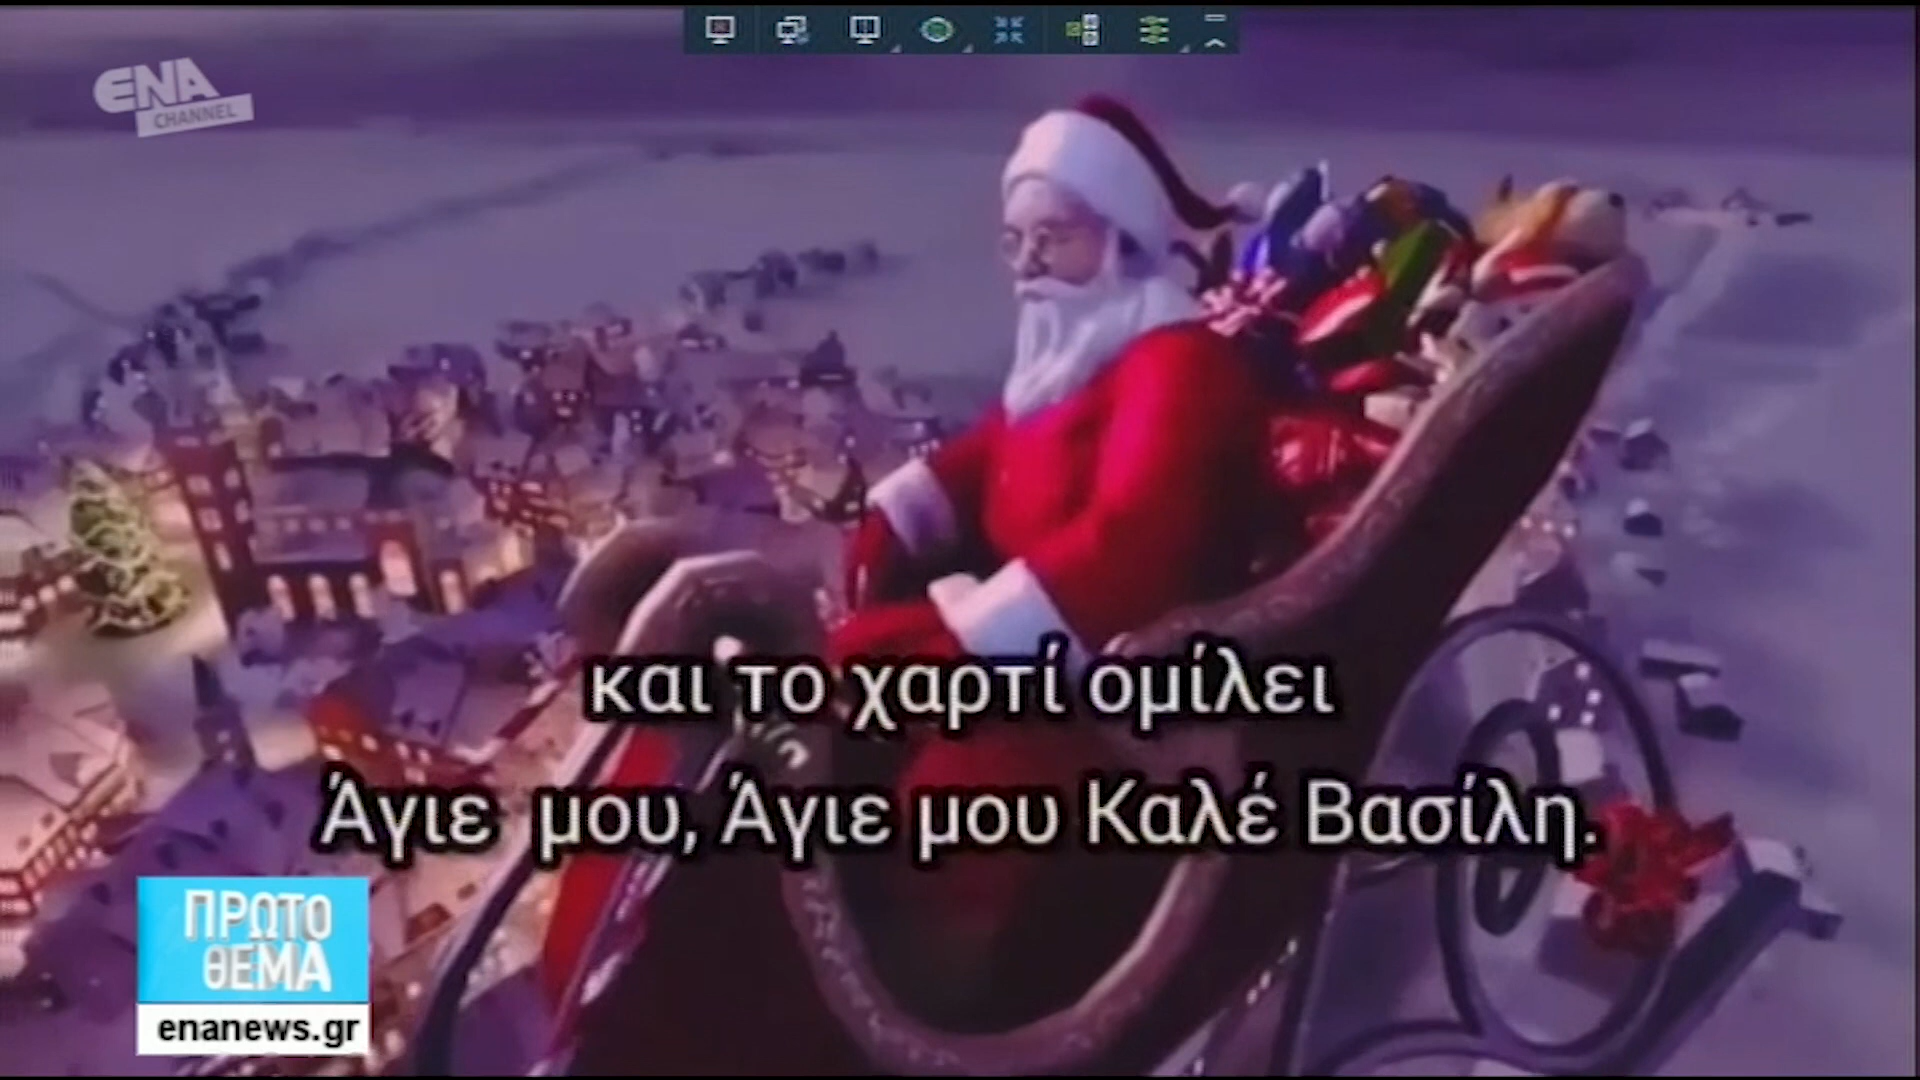 ENA
CHANNEL
και το χαρτί ομίλει
Άγιε μου, Άγιε μου Καλέ Βασίλη.
ΠΡΩΤΟ
ΘΕΜΑ
enanews.gr